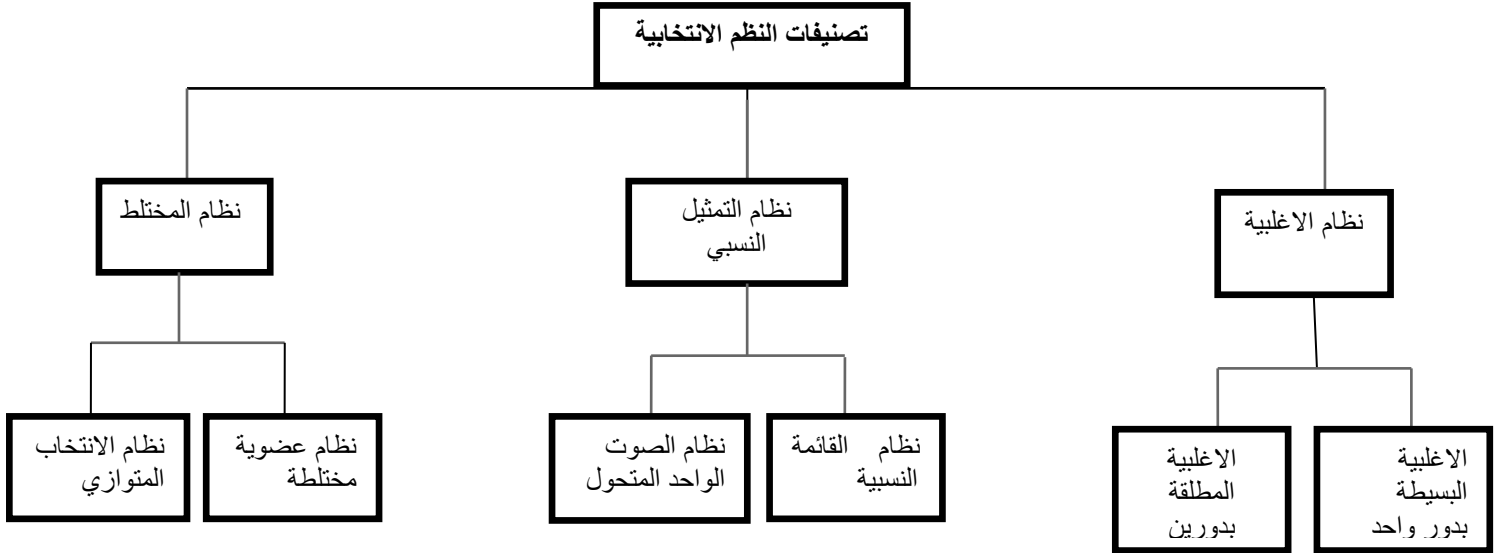 تصنيفات النظم الانتخابية
نظام الاغلبية
نظام التمثيل
النسبي
نظام المختلط
الاغلبية
البسيطة
بدور واحد
الاغلبية
المطلقة
بدورين
نظام القائمة
النسبية
نظام الصوت
الواحد المتحول
نظام عضوية
مختلطة
نظام الانتخاب
المتوازي